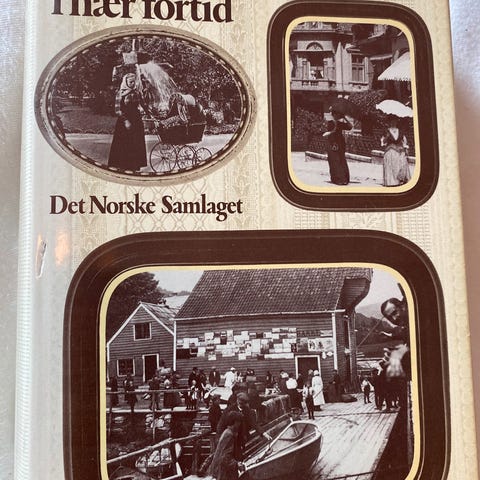 I nær fortid
Det Norske Samlaget